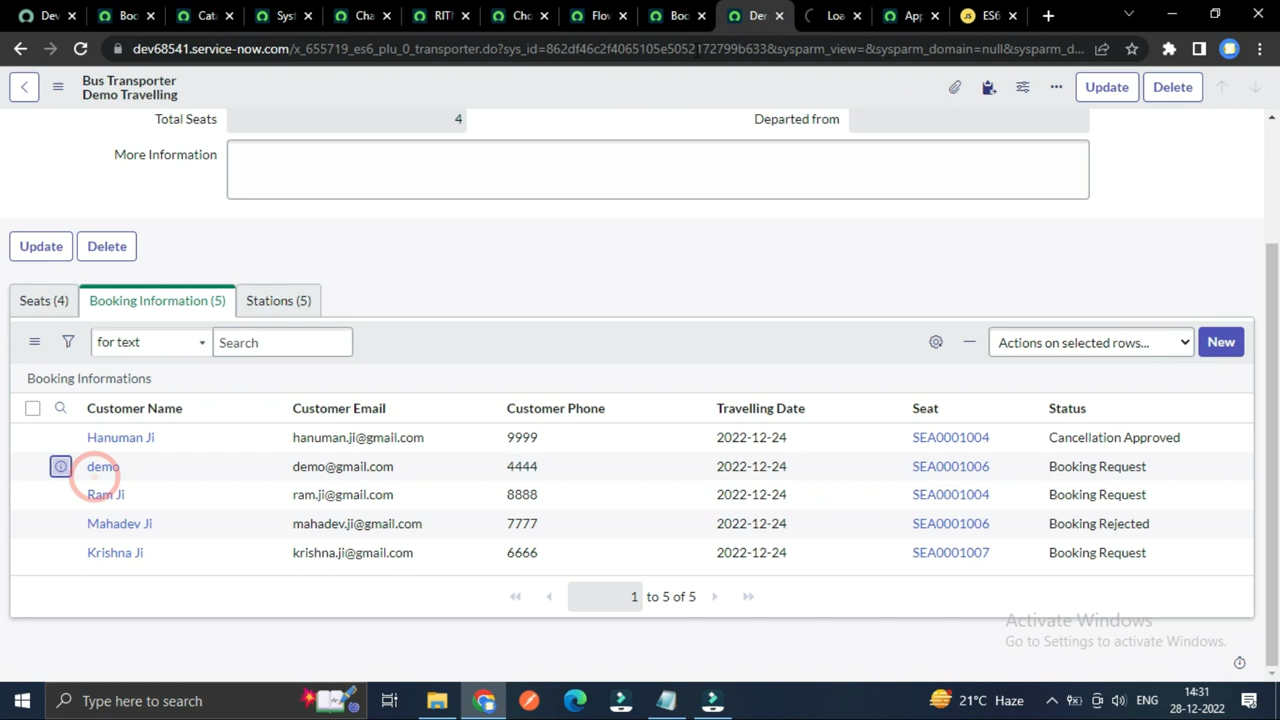 Dev
Boo
Cata
Syst
Cha
RITM
Cho
Flov
Boo
Den
Loa
App
ES6
dev68541.service-now.com/x_655719_es6_plu_0_transporter.do?sys_id=862df46c2f4065105e5052172799b633&sysparm_view=&sysparm_domain=null&sysparm_d...
Bus Transporter
Demo Travelling
Update
Delete
Total Seats
4
Departed from
More Information
Update
Delete
Seats (4)
Booking Information (5)
Stations (5)
for text
Search
Actions on selected rows...
New
Booking Informations
Customer Name Customer Email Customer Phone Travelling Date Seat Status
Hanuman Ji hanuman.ji@gmail.com 9999 2022-12-24 SEA0001004 Cancellation Approved
demo demo@gmail.com 4444 2022-12-24 SEA0001006 Booking Request
Ram Ji ram.ji@gmail.com 8888 2022-12-24 SEA0001004 Booking Request
Mahadev Ji mahadev.ji@gmail.com 7777 2022-12-24 SEA0001006 Booking Rejected
Krishna Ji krishna.ji@gmail.com 6666 2022-12-24 SEA0001007 Booking Request
1 to 5 of 5
Activate Windows
Go to Settings to activate Windows.
Type here to search
21°C Haze
ENG
14:31
28-12-2022